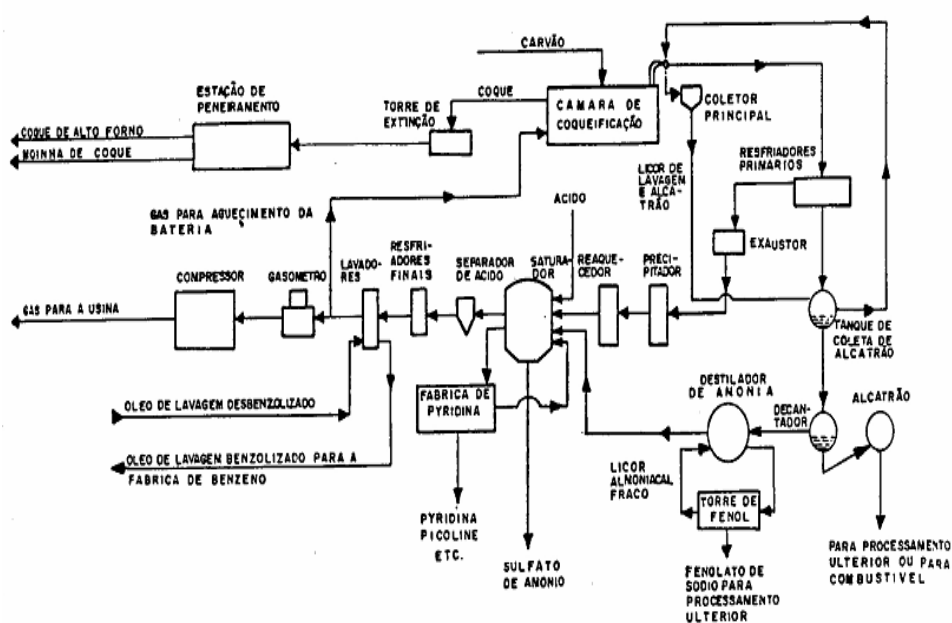 CARVÃO
ESTAÇÃO DE
PENEIRAMENTO
COQUE
TORRE DE
EXTINÇÃO
CÂMARA DE
COQUEIFICAÇÃO
COLETOR
PRINCIPAL
COQUE DE ALTO FORNO
MOINHA DE COQUE
RESFRIADORES
PRIMÁRIOS
LICOR DE
LAVAGEM
E ALCA-
TRÃO
GAS PARA AQUECIMENTO DA
BATERIA
ACIDO
EXAUSTOR
COMPRESSOR
GASOMETRO
LAVADO-
RES
RESFRI-
ADORES
FINAIS
SEPARADOR
DE ACIDO
SATURA-
DOR
REAQUE-
CEDOR
PRECI-
PITADOR
GAS PARA A USINA
TANQUE DE
COLETA DE
ALCATRÃO
DESTILADOR
DE ANONIA
ALCATRÃO
FABRICA DE
PYRIDINA
DECAN-
TADOR
OLEO DE LAVAGEM DESBENZOLIZADO
OLEO DE LAVAGEM BENZOLIZADO PARA A
FABRICA DE BENZENO
LICOR
ALNONIACAL
FRACO
TORRE DE
FENOL
PYRIDINA
PICOLINE
ETC.
SULFATO
DE ANONIO
PARA PROCESSAMENTO
ULTERIOR OU PARA
COMBUSTIVEL
FENOLATO DE
SODIO PARA
PROCESSAMENTO
ULTERIOR